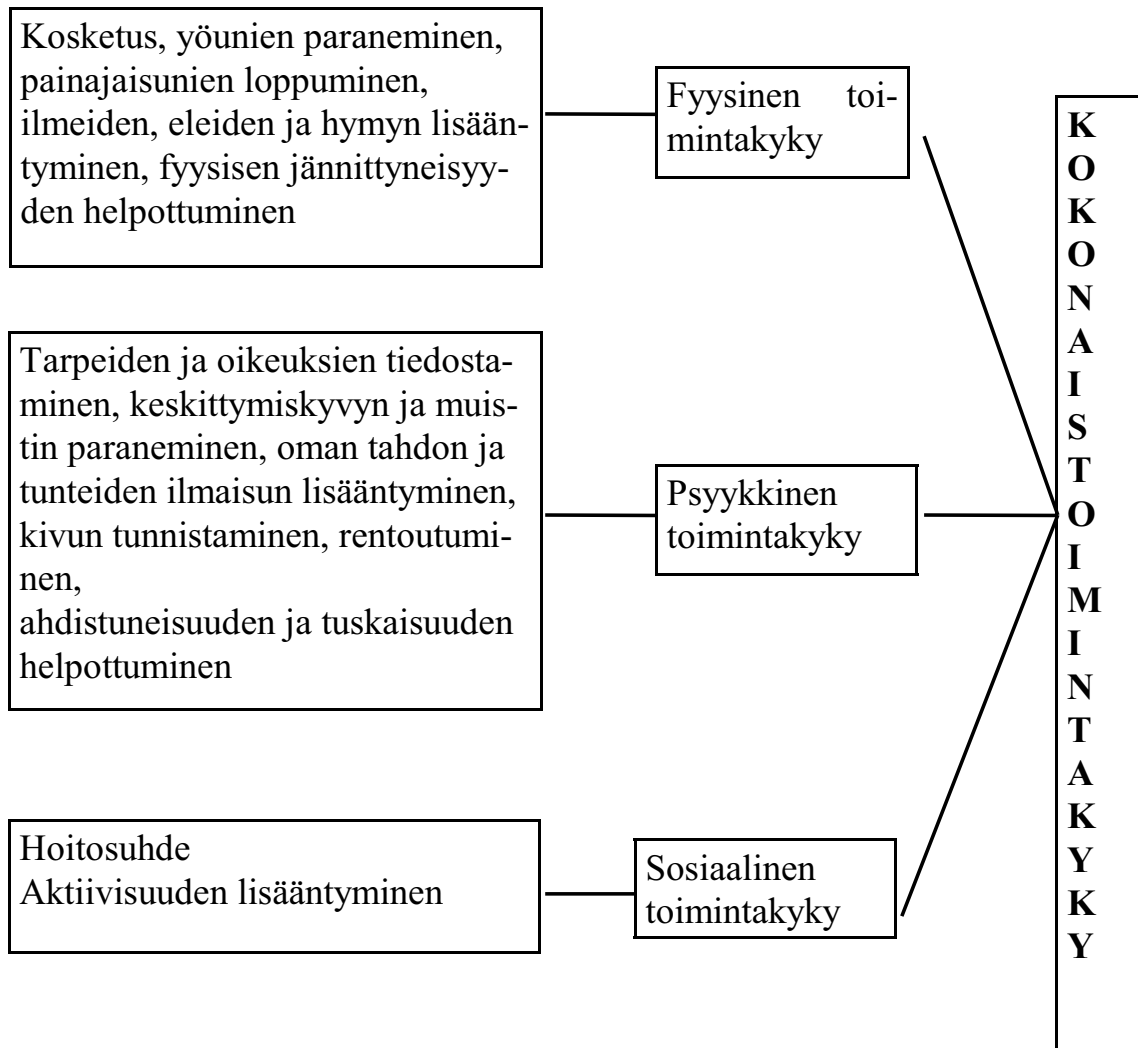 Kosketus, yöunien paraneminen,
painajaisunien loppuminen,
ilmeiden, eleiden ja hymyn lisään-
tyminen, fyysisen jännittyneisyy-
den helpottuminen
Fyysinen toi-
mintakyky
Tarpeiden ja oikeuksien tiedosta-
minen, keskittymiskyvyn ja muis-
tin paraneminen, oman tahdon ja
tunteiden ilmaisun lisääntyminen,
kivun tunnistaminen, rentoutumi-
nen,
ahdistuneisuuden ja tuskaisuuden
helpottuminen
Psyykkinen
toimintakyky
Hoitosuhde
Aktiivisuuden lisääntyminen
Sosiaalinen
toimintakyky
K
O
K
O
N
A
I
S
T
O
I
M
I
N
T
A
K
Y
K
Y